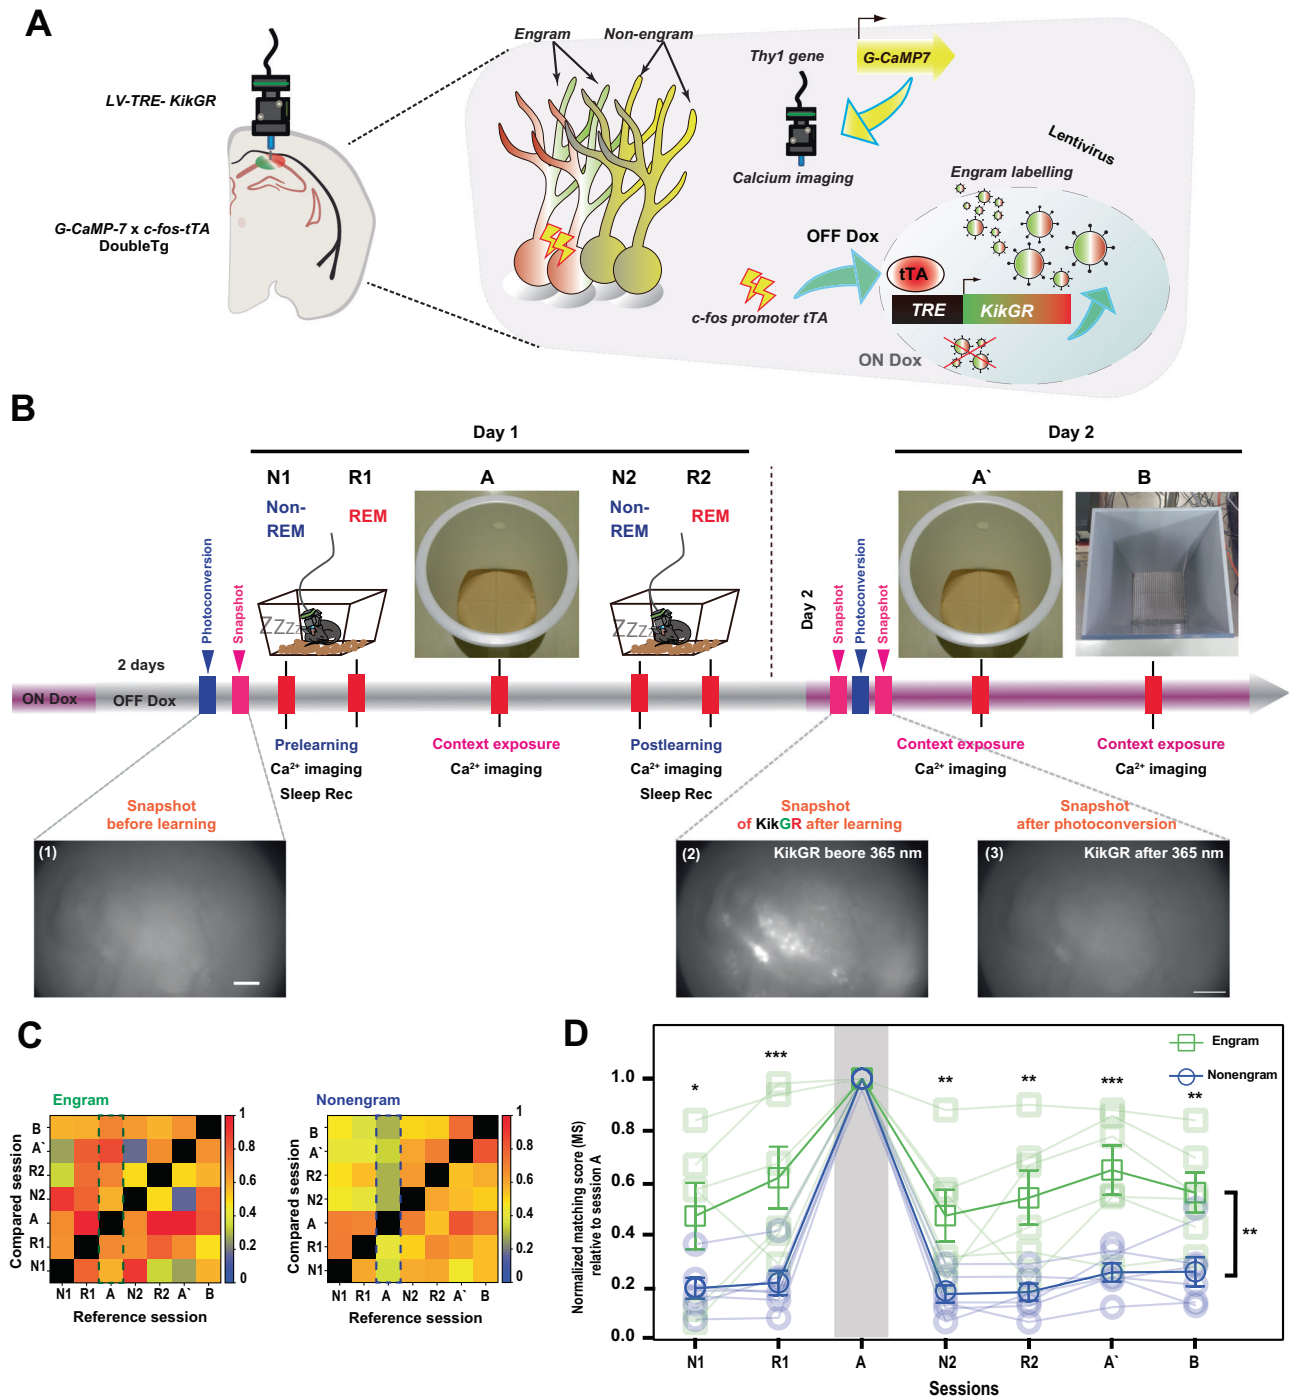 A
Engram
Non-engram
Thy1 gene
G-CaMP7
LV-TRE- KikGR
Lentivirus
Calcium imaging
Engram labelling
G-CaMP-7 x c-fos-tTA
DoubleTg
OFF Dox
tTA
c-fos promoter tTA
TRE
KikGR
ON Dox
B
Day 1
Day 2
N1
R1
A
N2
R2
A`
B
Non-
REM
REM
Non-
REM
REM
Photoconversion
Snapshot
ZZzz
ZZzz
Day 2
Snapshot
Photoconversion
Snapshot
2 days
ON Dox
OFF Dox
Prelearning
Ca²⁺ imaging
Sleep Rec
Context exposure
Ca²⁺ imaging
Postlearning
Ca²⁺ imaging
Sleep Rec
Context exposure
Ca²⁺ imaging
Context exposure
Ca²⁺ imaging
Snapshot
before learning
Snapshot
of KikGR after learning
Snapshot
after photoconversion
(1)
(2)
KikGR beore 365 nm
(3)
KikGR after 365 nm
C
Engram
Compared session
B
A`
R2
N2
A
R1
N1
N1 R1 A N2 R2 A` B
Reference session
1
0.8
0.6
0.4
0.2
0
Nonengram
Compared session
B
A`
R2
N2
A
R1
N1
N1 R1 A N2 R2 A` B
Reference session
1
0.8
0.6
0.4
0.2
0
D
Normalized matching score (MS)
relative to session A
1.0
0.8
0.6
0.4
0.2
0.0
*
***
**
**
***
**
**
Engram
Nonengram
N1 R1 A N2 R2 A` B
Sessions